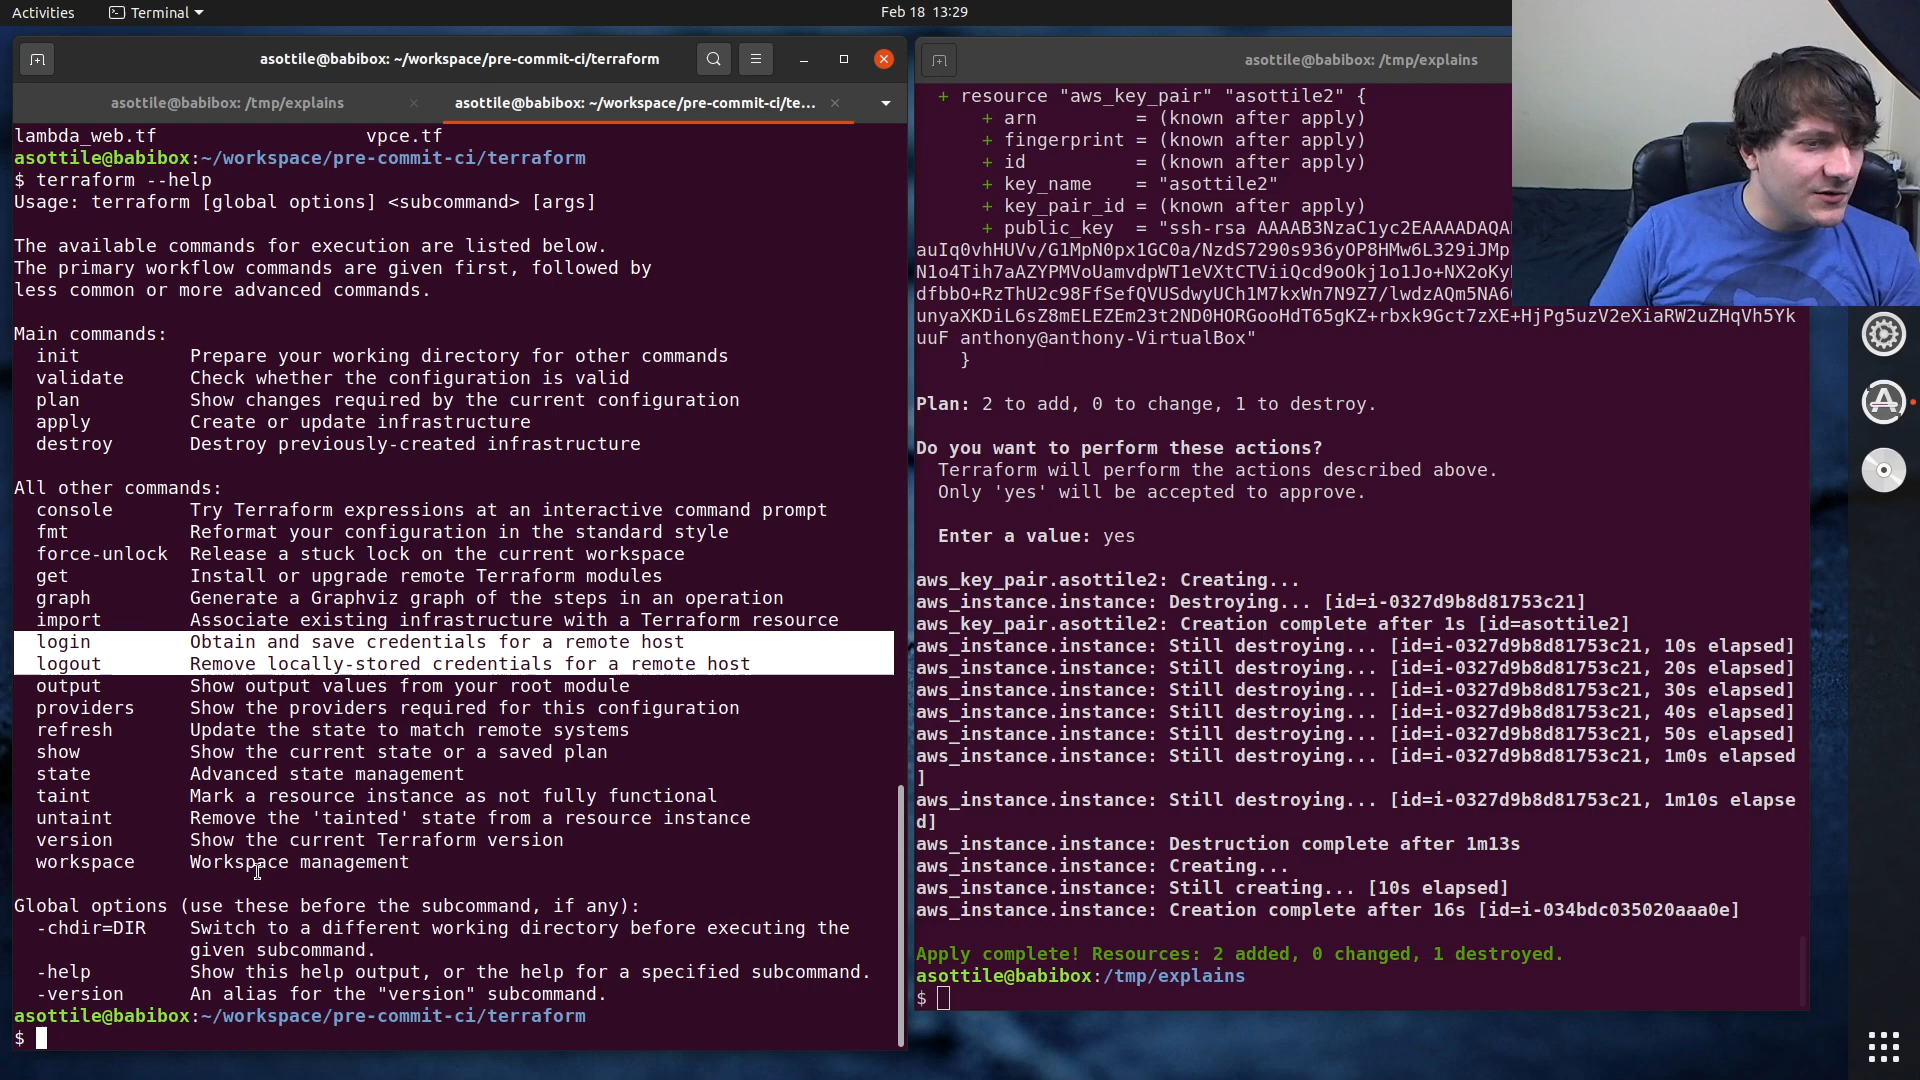 Activities
Terminal
Feb 18 13:29
asottile@babibox: ~/workspace/pre-commit-ci/terraform
asottile@babibox: /tmp/explains
asottile@babibox: ~/workspace/pre-commit-ci/te...
lambda_web.tf vpce.tf
asottile@babibox:~/workspace/pre-commit-ci/terraform
$ terraform --help
Usage: terraform [global options] <subcommand> [args]
The available commands for execution are listed below.
The primary workflow commands are given first, followed by
less common or more advanced commands.
Main commands:
init Prepare your working directory for other commands
validate Check whether the configuration is valid
plan Show changes required by the current configuration
apply Create or update infrastructure
destroy Destroy previously-created infrastructure
All other commands:
console Try Terraform expressions at an interactive command prompt
fmt Reformat your configuration in the standard style
force-unlock Release a stuck lock on the current workspace
get Install or upgrade remote Terraform modules
graph Generate a Graphviz graph of the steps in an operation
import Associate existing infrastructure with a Terraform resource
login Obtain and save credentials for a remote host
logout Remove locally-stored credentials for a remote host
output Show output values from your root module
providers Show the providers required for this configuration
refresh Update the state to match remote systems
show Show the current state or a saved plan
state Advanced state management
taint Mark a resource instance as not fully functional
untaint Remove the 'tainted' state from a resource instance
version Show the current Terraform version
workspace Workspace management
Global options (use these before the subcommand, if any):
-chdir=DIR Switch to a different working directory before executing the
given subcommand.
-help Show this help output, or the help for a specified subcommand.
-version An alias for the "version" subcommand.
asottile@babibox:~/workspace/pre-commit-ci/terraform
$
asottile@babibox: /tmp/explains
+ resource "aws_key_pair" "asottile2" {
+ arn = (known after apply)
+ fingerprint = (known after apply)
+ id = (known after apply)
+ key_name = "asottile2"
+ key_pair_id = (known after apply)
+ public_key = "ssh-rsa AAAAB3NzaC1yc2EAAAADAQA
auIq0vhHUVv/G1MpN0px1GC0a/NzdS7290s936yOP8HMw6L329iJMp
N1o4Tih7aAZYPMVoUamvdpWT1eVXtCTViiQcd9oOkj1o1Jo+NX2oKy
dfbbO+RzThU2c98FfSefQVUSdwyUCh1M7kxWn7N9Z7/lwdzAQm5NA6
unyaXKDiL6sZ8mELEZEm23t2ND0HORGooHdT65gKZ+rbxk9Gct7zXE+HjPg5uzV2eXiaRW2uZHqVh5Yk
uuF anthony@anthony-VirtualBox"
}
Plan: 2 to add, 0 to change, 1 to destroy.
Do you want to perform these actions?
Terraform will perform the actions described above.
Only 'yes' will be accepted to approve.
Enter a value: yes
aws_key_pair.asottile2: Creating...
aws_instance.instance: Destroying... [id=i-0327d9b8d81753c21]
aws_key_pair.asottile2: Creation complete after 1s [id=asottile2]
aws_instance.instance: Still destroying... [id=i-0327d9b8d81753c21, 10s elapsed]
aws_instance.instance: Still destroying... [id=i-0327d9b8d81753c21, 20s elapsed]
aws_instance.instance: Still destroying... [id=i-0327d9b8d81753c21, 30s elapsed]
aws_instance.instance: Still destroying... [id=i-0327d9b8d81753c21, 40s elapsed]
aws_instance.instance: Still destroying... [id=i-0327d9b8d81753c21, 50s elapsed]
aws_instance.instance: Still destroying... [id=i-0327d9b8d81753c21, 1m0s elapsed
]
aws_instance.instance: Still destroying... [id=i-0327d9b8d81753c21, 1m10s elapse
d]
aws_instance.instance: Destruction complete after 1m13s
aws_instance.instance: Creating...
aws_instance.instance: Still creating... [10s elapsed]
aws_instance.instance: Creation complete after 16s [id=i-034bdc035020aaa0e]
Apply complete! Resources: 2 added, 0 changed, 1 destroyed.
asottile@babibox:/tmp/explains
$